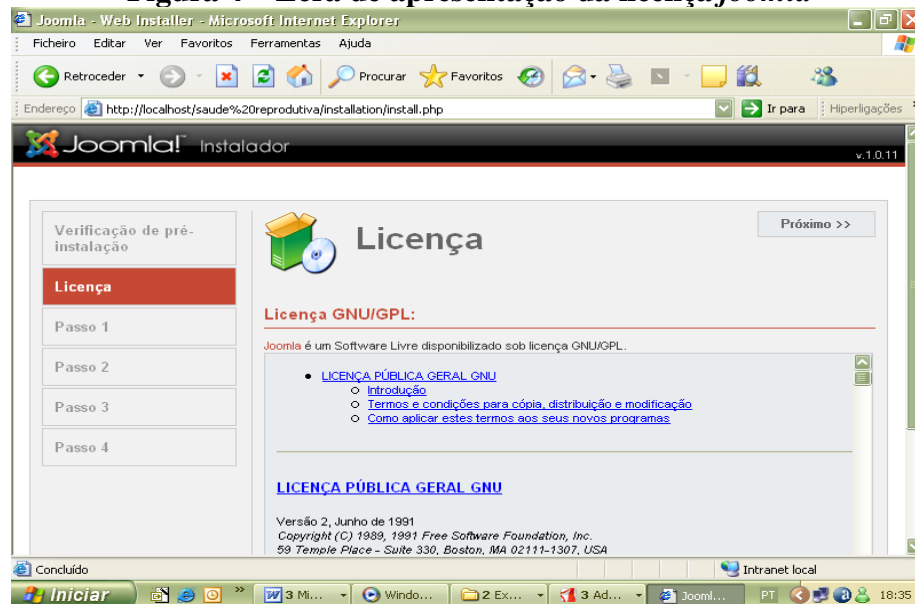 Joomla - Web Installer - Microsoft Internet Explorer
Ficheiro Editar Ver Favoritos Ferramentas Ajuda
Retroceder Procurar Favoritos
Endereço http://localhost/saude%20reprodutiva/installation/install.php Ir para Hiperligações
Joomla! Instalador
v.1.0.11
Verificação de pré-
instalação
Licença
Passo 1
Passo 2
Passo 3
Passo 4
Licença
Próximo >>
Licença GNU/GPL:
Joomla é um Software Livre disponibilizado sob licença GNU/GPL.
LICENÇA PÚBLICA GERAL GNU
Introdução
Termos e condições para cópia, distribuição e modificação
Como aplicar estes termos aos seus novos programas
LICENÇA PÚBLICA GERAL GNU
Versão 2, Junho de 1991
Copyright (C) 1989, 1991 Free Software Foundation, Inc.
59 Temple Place - Suite 330, Boston, MA 02111-1307, USA
Concluído Intranet local
Iniciar » 3 Mi... Windo... 2 Ex... 3 Ad... Jooml... PT 18:35